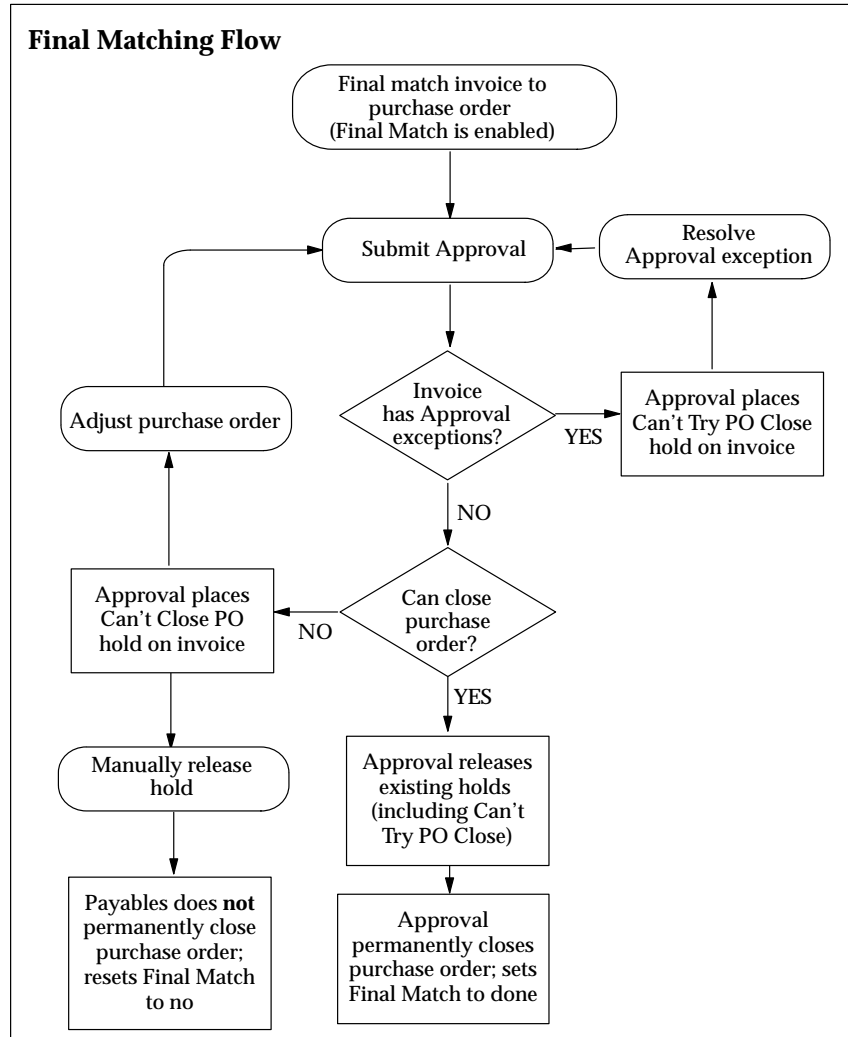 Final Matching Flow
Final match invoice to
purchase order
(Final Match is enabled)
Submit Approval
Resolve
Approval exception
Invoice
has Approval
exceptions?
YES
Approval places
Can't Try PO Close
hold on invoice
Adjust purchase order
NO
Approval places
Can't Close PO
hold on invoice
NO
Can close
purchase
order?
YES
Manually release
hold
Approval releases
existing holds
(including Can't
Try PO Close)
Payables does not
permanently close
purchase order;
resets Final Match
to no
Approval
permanently closes
purchase order; sets
Final Match to done